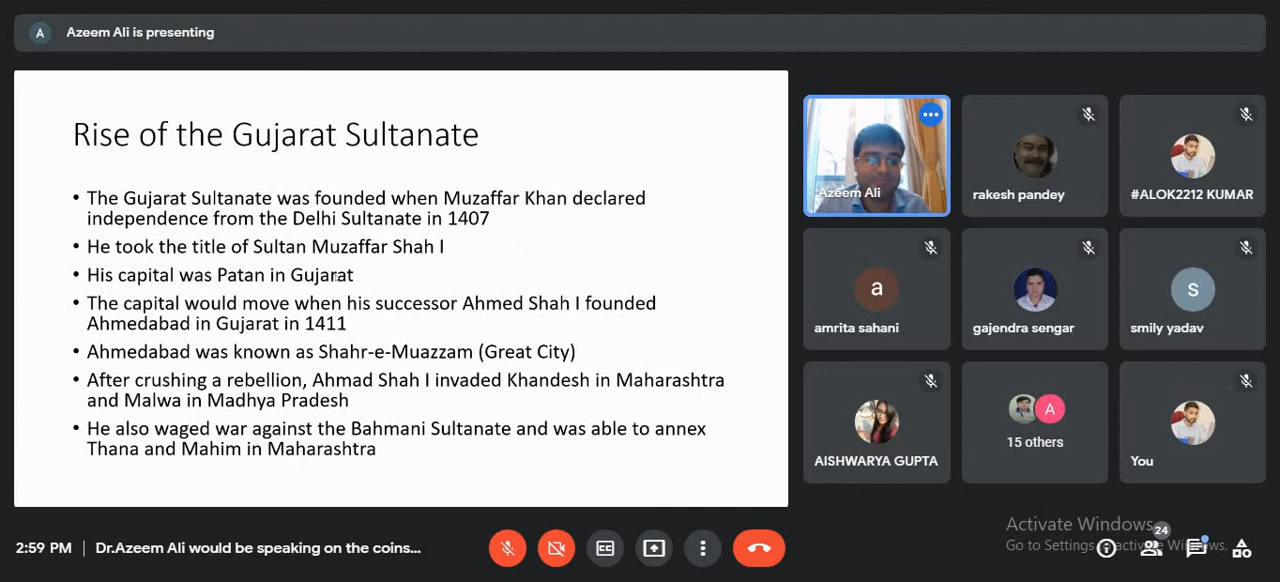 A
Azeem Ali is presenting
Rise of the Gujarat Sultanate
• The Gujarat Sultanate was founded when Muzaffar Khan declared
independence from the Delhi Sultanate in 1407
• He took the title of Sultan Muzaffar Shah I
• His capital was Patan in Gujarat
• The capital would move when his successor Ahmed Shah I founded
Ahmedabad in Gujarat in 1411
• Ahmedabad was known as Shahr-e-Muazzam (Great City)
• After crushing a rebellion, Ahmad Shah I invaded Khandesh in Maharashtra
and Malwa in Madhya Pradesh
• He also waged war against the Bahmani Sultanate and was able to annex
Thana and Mahim in Maharashtra
Azeem Ali
rakesh pandey
#ALOK2212 KUMAR
a
amrita sahani
gajendra sengar
s
smily yadav
AISHWARYA GUPTA
A
15 others
You
Activate Windows
Go to Settings to activate Windows.
2:59 PM | Dr.Azeem Ali would be speaking on the coins...
CC
24